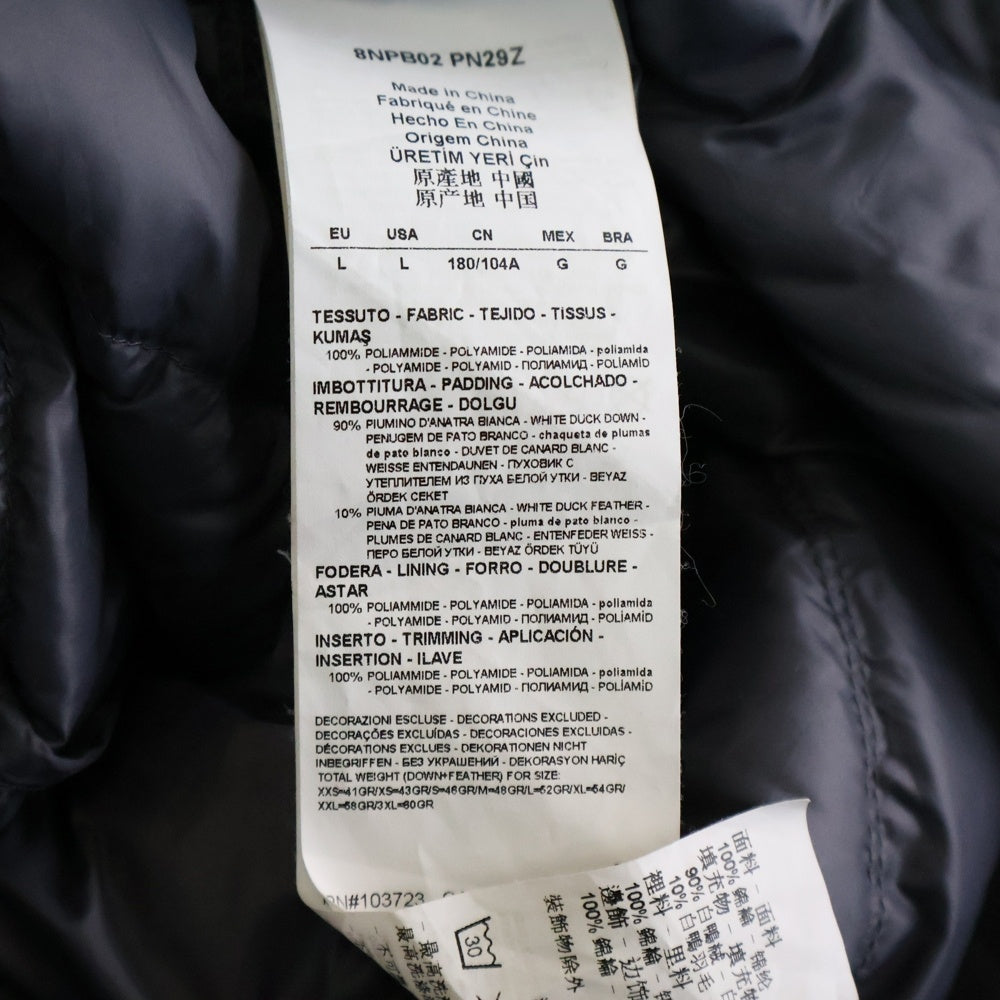 8NPB02 PN29Z
Made in China
Fabriqué en Chine
Hecho En China
Origem China
ÜRETİM YERİ Çin
原產地 中國
原产地 中国
EU USA CN MEX BRA
L L 180/104A G G
TESSUTO - FABRIC - TEJIDO - TISSUS -
KUMAŞ
100% POLIAMMIDE - POLYAMIDE - POLIAMIDA - poliamida
- POLYAMIDE - POLYAMID - ПОЛИАМИД - POLİAMİD
IMBOTTITURA - PADDING - ACOLCHADO -
REMBOURRAGE - DOLGU
90% PIUMINO D'ANATRA BIANCA - WHITE DUCK DOWN -
PENUGEM DE PATO BRANCO - chaqueta de plumas
de pato blanco - DUVET DE CANARD BLANC -
WEISSE ENTENDAUNEN - ПУХОВИК С
УТЕПЛИТЕЛЕМ ИЗ ПУХА БЕЛОЙ УТКИ - BEYAZ
ÖRDEK CEKET
10% PIUMA D'ANATRA BIANCA - WHITE DUCK FEATHER -
PENA DE PATO BRANCO - pluma de pato blanco -
PLUMES DE CANARD BLANC - ENTENFEDER WEISS -
ПЕРО БЕЛОЙ УТКИ - BEYAZ ÖRDEK TÜYÜ
FODERA - LINING - FORRO - DOUBLURE -
ASTAR
100% POLIAMMIDE - POLYAMIDE - POLIAMIDA - poliamida
- POLYAMIDE - POLYAMID - ПОЛИАМИД - POLİAMİD
INSERTO - TRIMMING - APLICACIÓN -
INSERTION - ILAVE
100% POLIAMMIDE - POLYAMIDE - POLIAMIDA - poliamida
- POLYAMIDE - POLYAMID - ПОЛИАМИД - POLİAMİD
DECORAZIONI ESCLUSE - DECORATIONS EXCLUDED -
DECORAÇÕES EXCLUÍDAS - DECORACIONES EXCLUIDAS -
DÉCORATIONS EXCLUES - DEKORATIONEN NICHT
INBEGRIFFEN - БЕЗ УКРАШЕНИЙ - DEKORASYON HARİÇ
TOTAL WEIGHT (DOWN+FEATHER) FOR SIZE:
XXS=41GR/XS=43GR/S=46GR/M=48GR/L=52GR/XL=54GR/
XXL=58GR/3XL=60GR
RN#103723
面料 - 面料
100% 錦綸 - 锦纶
填充物 - 填充物
90% 白鴨絨
10% 白鴨羽毛
裡料 - 里料
100% 錦綸
邊飾 - 边饰
100% 錦綸
裝飾物除外
30